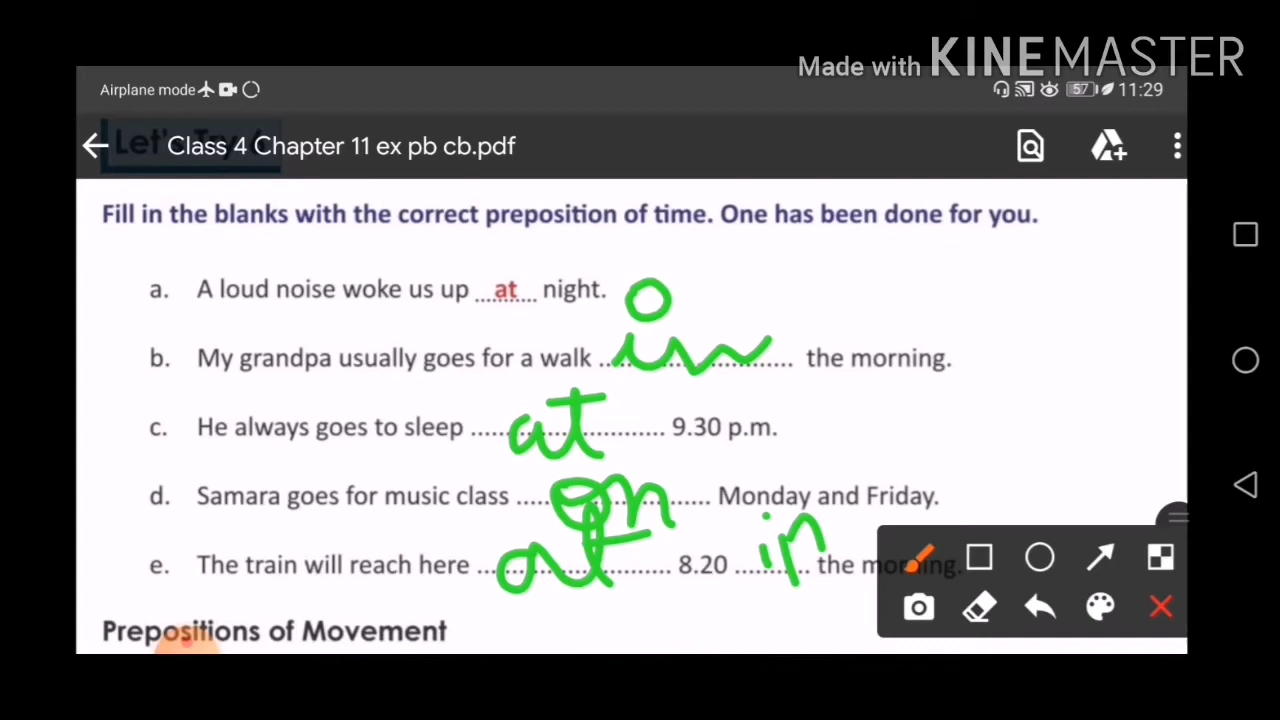 Made with KINEMASTER
Airplane mode 57 11:29
Let's Try
Class 4 Chapter 11 ex pb cb.pdf
Fill in the blanks with the correct preposition of time. One has been done for you.
a. A loud noise woke us up ...at... night.
b. My grandpa usually goes for a walk ... in ... the morning.
c. He always goes to sleep ... at ... 9.30 p.m.
d. Samara goes for music class ... on ... Monday and Friday.
e. The train will reach here ... at ... 8.20 ... in ... the morning.
Prepositions of Movement